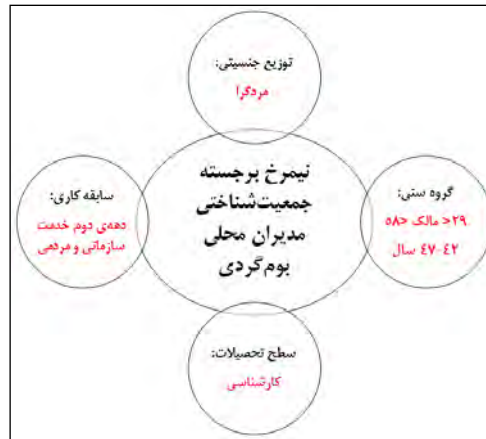 توزیع جنسیتی:
مردگرا
نیمرخ برجسته
جمعیت‌شناختی
مدیران محلی
بوم‌گردی
گروه سنی:
۲۹< مالک <۵۸
۴۲-۴۷ سال
سابقه کاری:
دهه‌ی دوم خدمت
سازمانی و مردمی
سطح تحصیلات:
کارشناسی